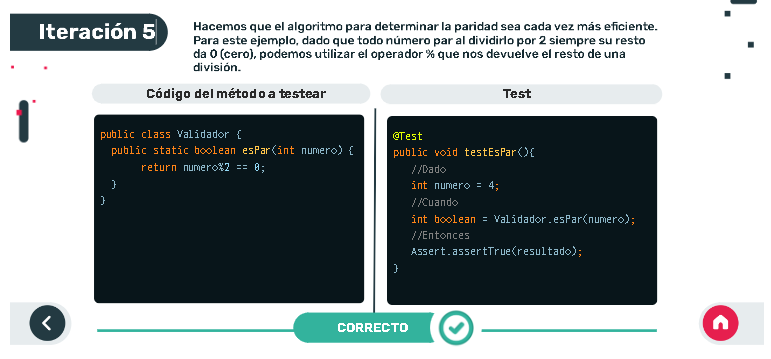 Iteración 5
Hacemos que el algoritmo para determinar la paridad sea cada vez más eficiente.
Para este ejemplo, dado que todo número par al dividirlo por 2 siempre su resto
da 0 (cero), podemos utilizar el operador % que nos devuelve el resto de una
división.
Código del método a testear
public class Validador {
public static boolean esPar(int numero) {
return numero%2 == 0;
}
}
Test
@Test
public void testEsPar(){
//Dado
int numero = 4;
//Cuando
int boolean = Validador.esPar(numero);
//Entonces
Assert.assertTrue(resultado);
}
CORRECTO